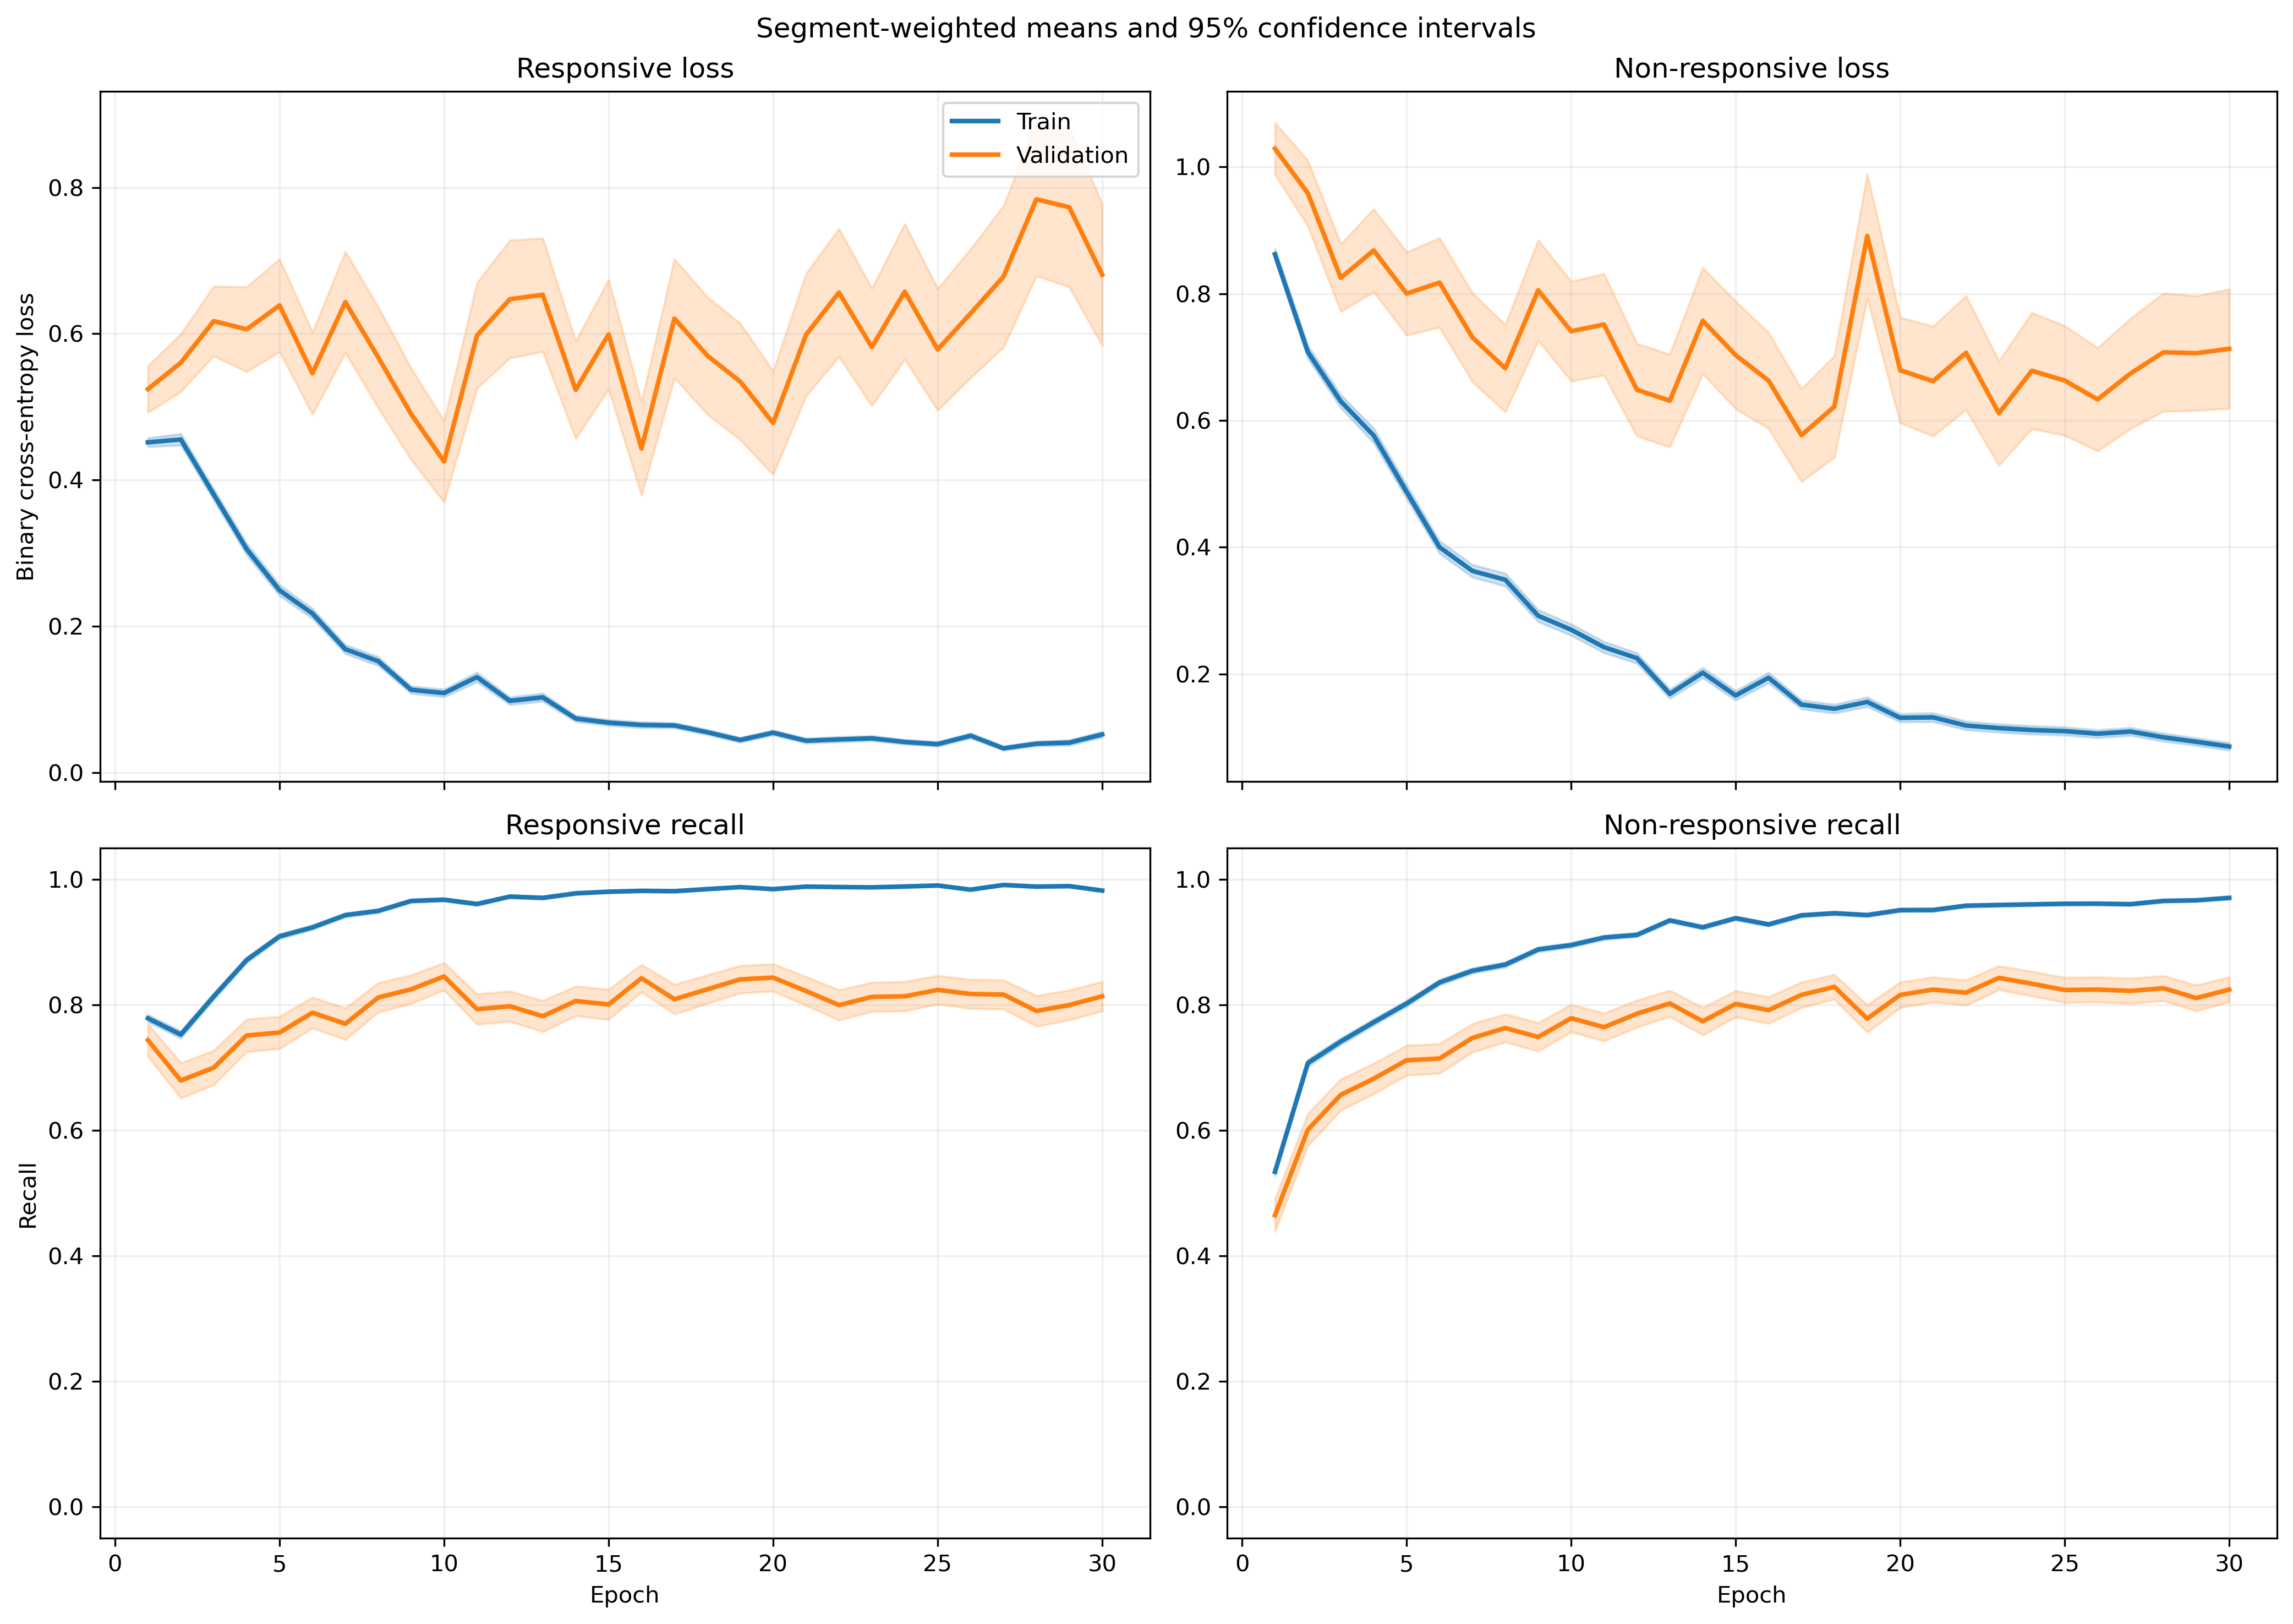 Segment-weighted means and 95% confidence intervals
Responsive loss
Non-responsive loss
Train
Validation
Binary cross-entropy loss
0.8
0.6
0.4
0.2
0.0
1.0
0.8
0.6
0.4
0.2
Responsive recall
Non-responsive recall
Recall
1.0
0.8
0.6
0.4
0.2
0.0
0 5 10 15 20 25 30
Epoch
1.0
0.8
0.6
0.4
0.2
0.0
0 5 10 15 20 25 30
Epoch